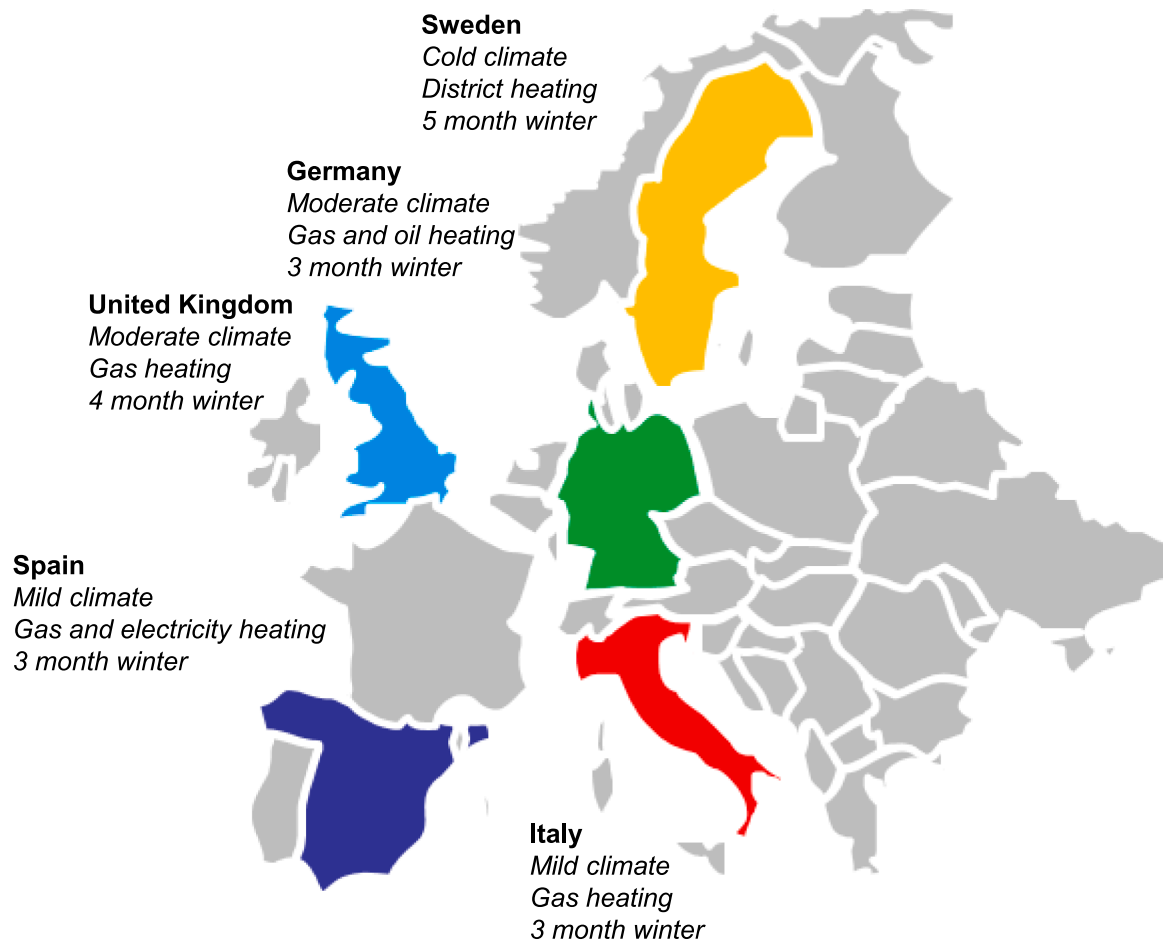 Sweden
Cold climate
District heating
5 month winter
Germany
Moderate climate
Gas and oil heating
3 month winter
United Kingdom
Moderate climate
Gas heating
4 month winter
Spain
Mild climate
Gas and electricity heating
3 month winter
Italy
Mild climate
Gas heating
3 month winter